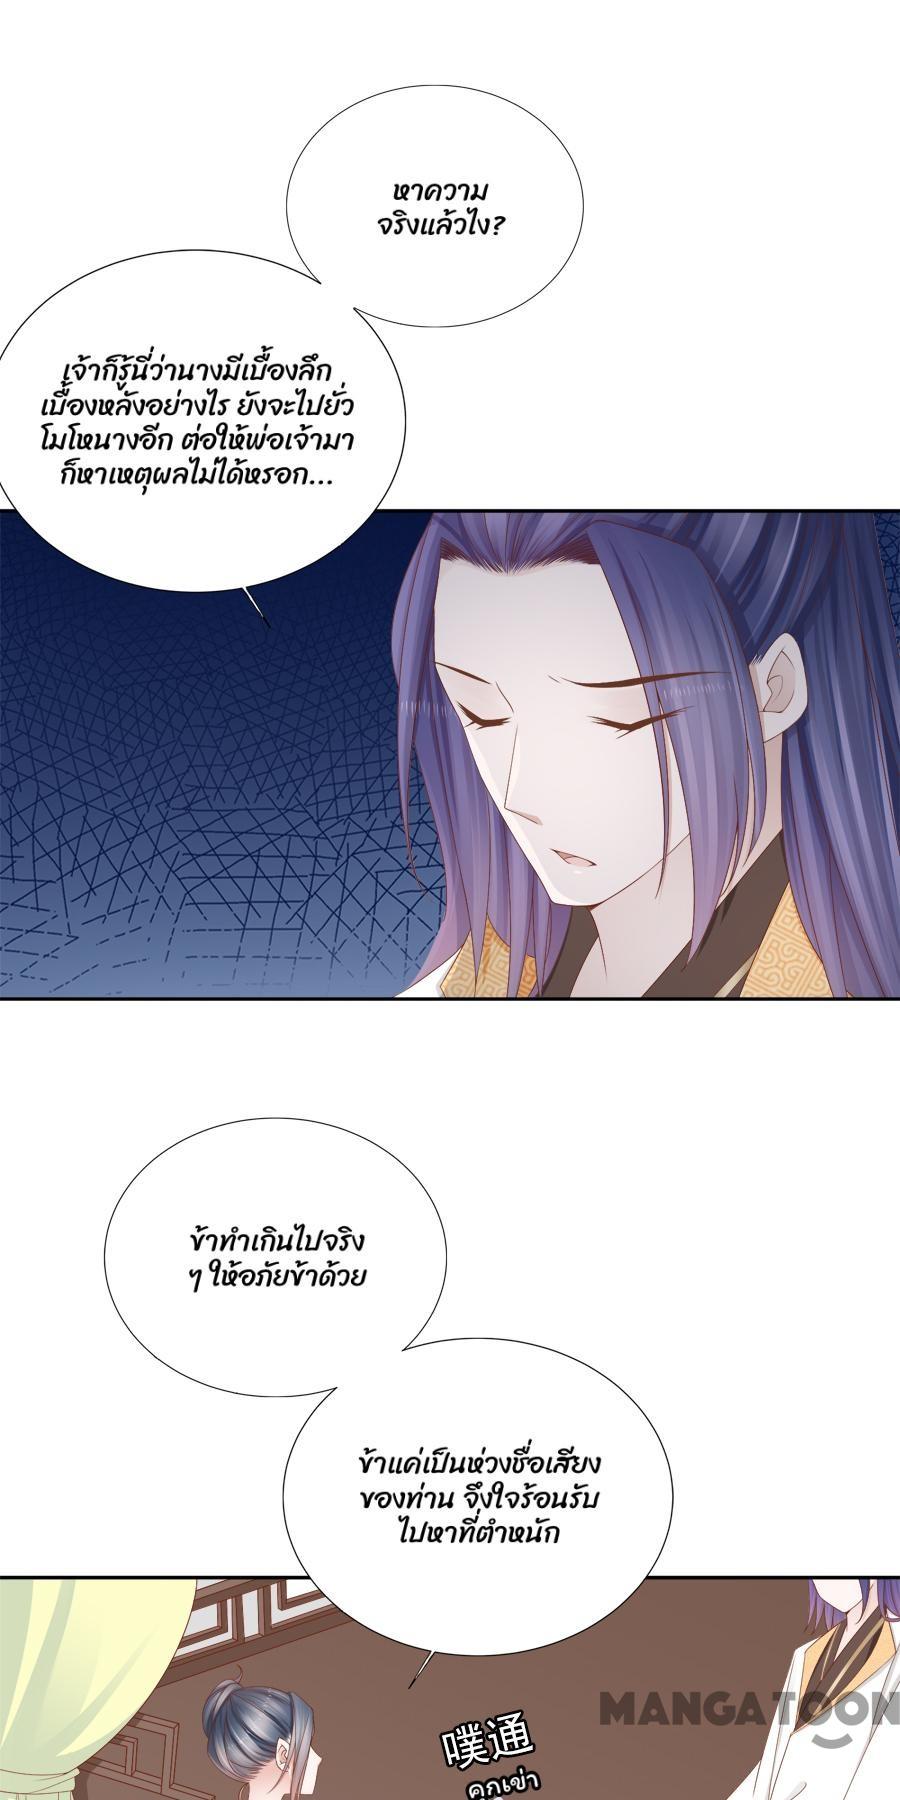 หาความ
จริงแล้วไง?
เจ้าก็รู้นี่ว่านางมีเบื้องลึก
เบื้องหลังอย่างไร ยังจะไปยั่ว
โมโหนางอีก ต่อให้พ่อเจ้ามา
ก็หาเหตุผลไม่ได้หรอก...
ข้าทำเกินไปจริง
ๆ ให้อภัยข้าด้วย
ข้าแค่เป็นห่วงชื่อเสียง
ของท่าน จึงใจร้อนรับ
ไปหาที่ตำหนัก
MANGATOON
噗通
คุกเข่า